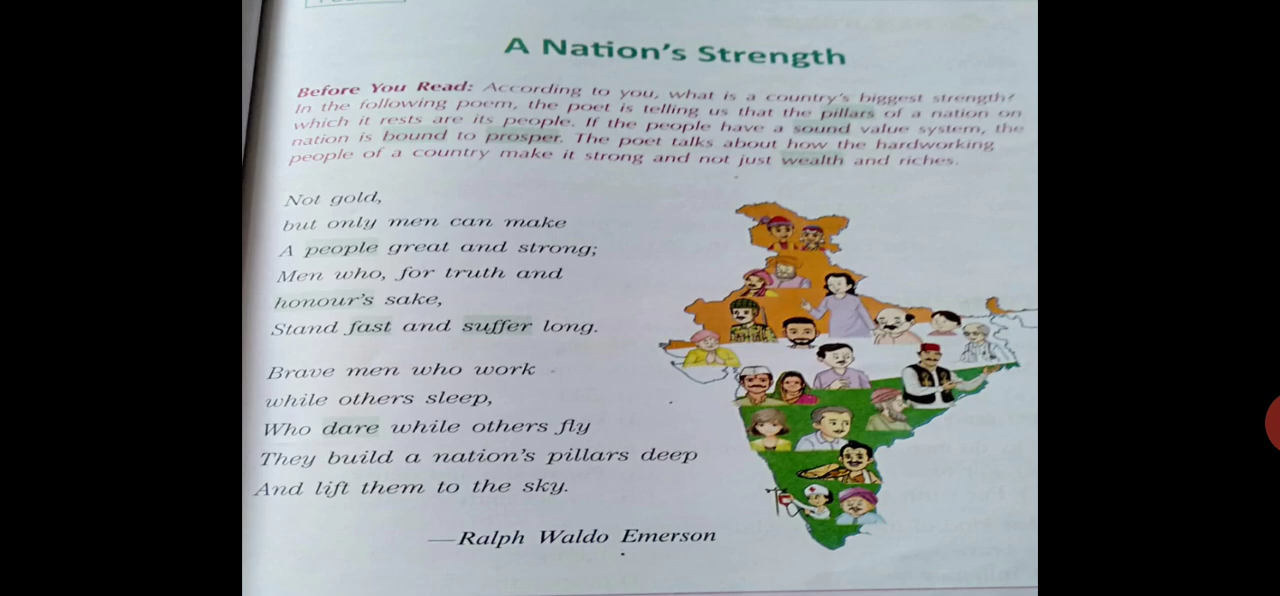 A Nation's Strength
Before You Read: According to you, what is a country's biggest strength?
In the following poem, the poet is telling us that the pillars of a nation on
which it rests are its people. If the people have a sound value system, the
nation is bound to prosper. The poet talks about how the hardworking
people of a country make it strong and not just wealth and riches.
Not gold,
but only men can make
A people great and strong;
Men who, for truth and
honour's sake,
Stand fast and suffer long.
Brave men who work
while others sleep,
Who dare while others fly
They build a nation's pillars deep
And lift them to the sky.
—Ralph Waldo Emerson